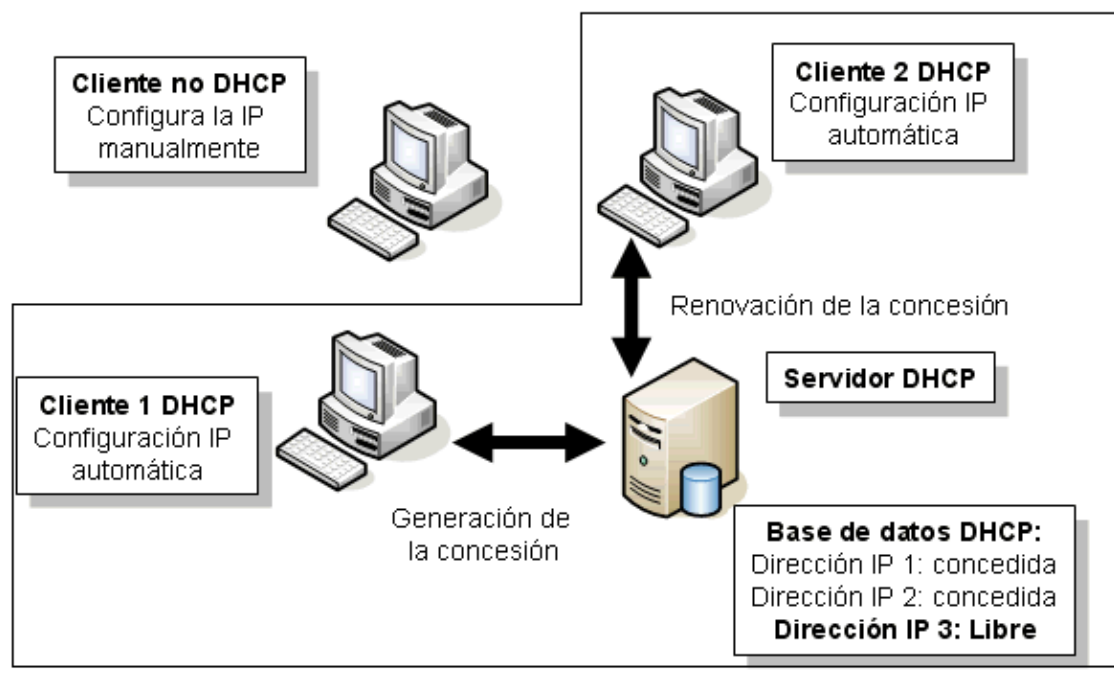 Cliente no DHCP
Configura la IP
manualmente
Cliente 2 DHCP
Configuración IP
automática
Renovación de la concesión
Servidor DHCP
Cliente 1 DHCP
Configuración IP
automática
Generación de
la concesión
Base de datos DHCP:
Dirección IP 1: concedida
Dirección IP 2: concedida
Dirección IP 3: Libre